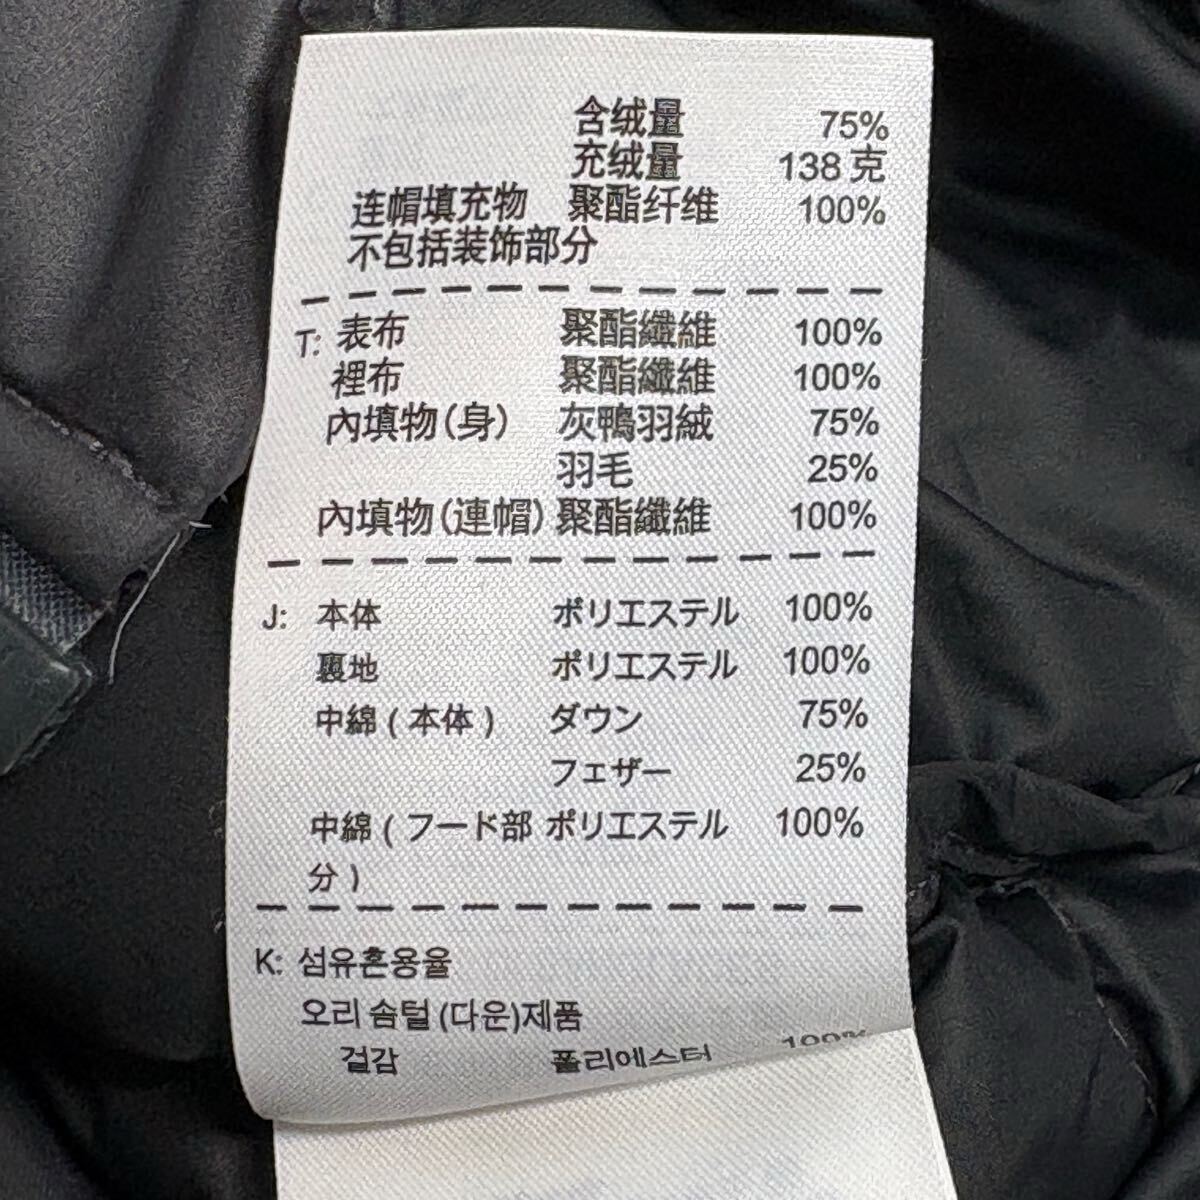 含绒量 75%
充绒量 138 克
连帽填充物 聚酯纤维 100%
不包括装饰部分
T: 表布 聚酯纖維 100%
裡布 聚酯纖維 100%
內填物(身) 灰鴨羽絨 75%
羽毛 25%
內填物(連帽) 聚酯纖維 100%
J: 本体 ポリエステル 100%
裏地 ポリエステル 100%
中綿 ( 本体 ) ダウン 75%
フェザー 25%
中綿 ( フード部 ポリエステル 100%
分 )
K: 섬유혼용율
오리 솜털 (다운)제품
겉감 폴리에스터 100%